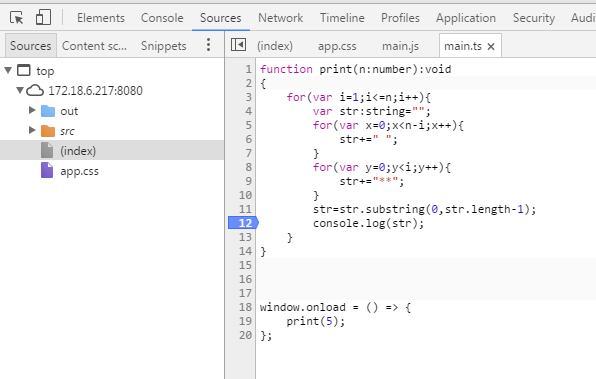 Elements Console Sources Network Timeline Profiles Application Security Audi
Sources Content sc... Snippets (index) app.css main.js main.ts ×
top
172.18.6.217:8080
out
src
(index)
app.css
1 function print(n:number):void
2 {
3     for(var i=1;i<=n;i++){
4         var str:string="";
5         for(var x=0;x<n-i;x++){
6             str+=" ";
7         }
8         for(var y=0;y<i;y++){
9             str+="**";
10         }
11         str=str.substring(0,str.length-1);
12         console.log(str);
13     }
14 }
15
16
17
18 window.onload = () => {
19     print(5);
20 };